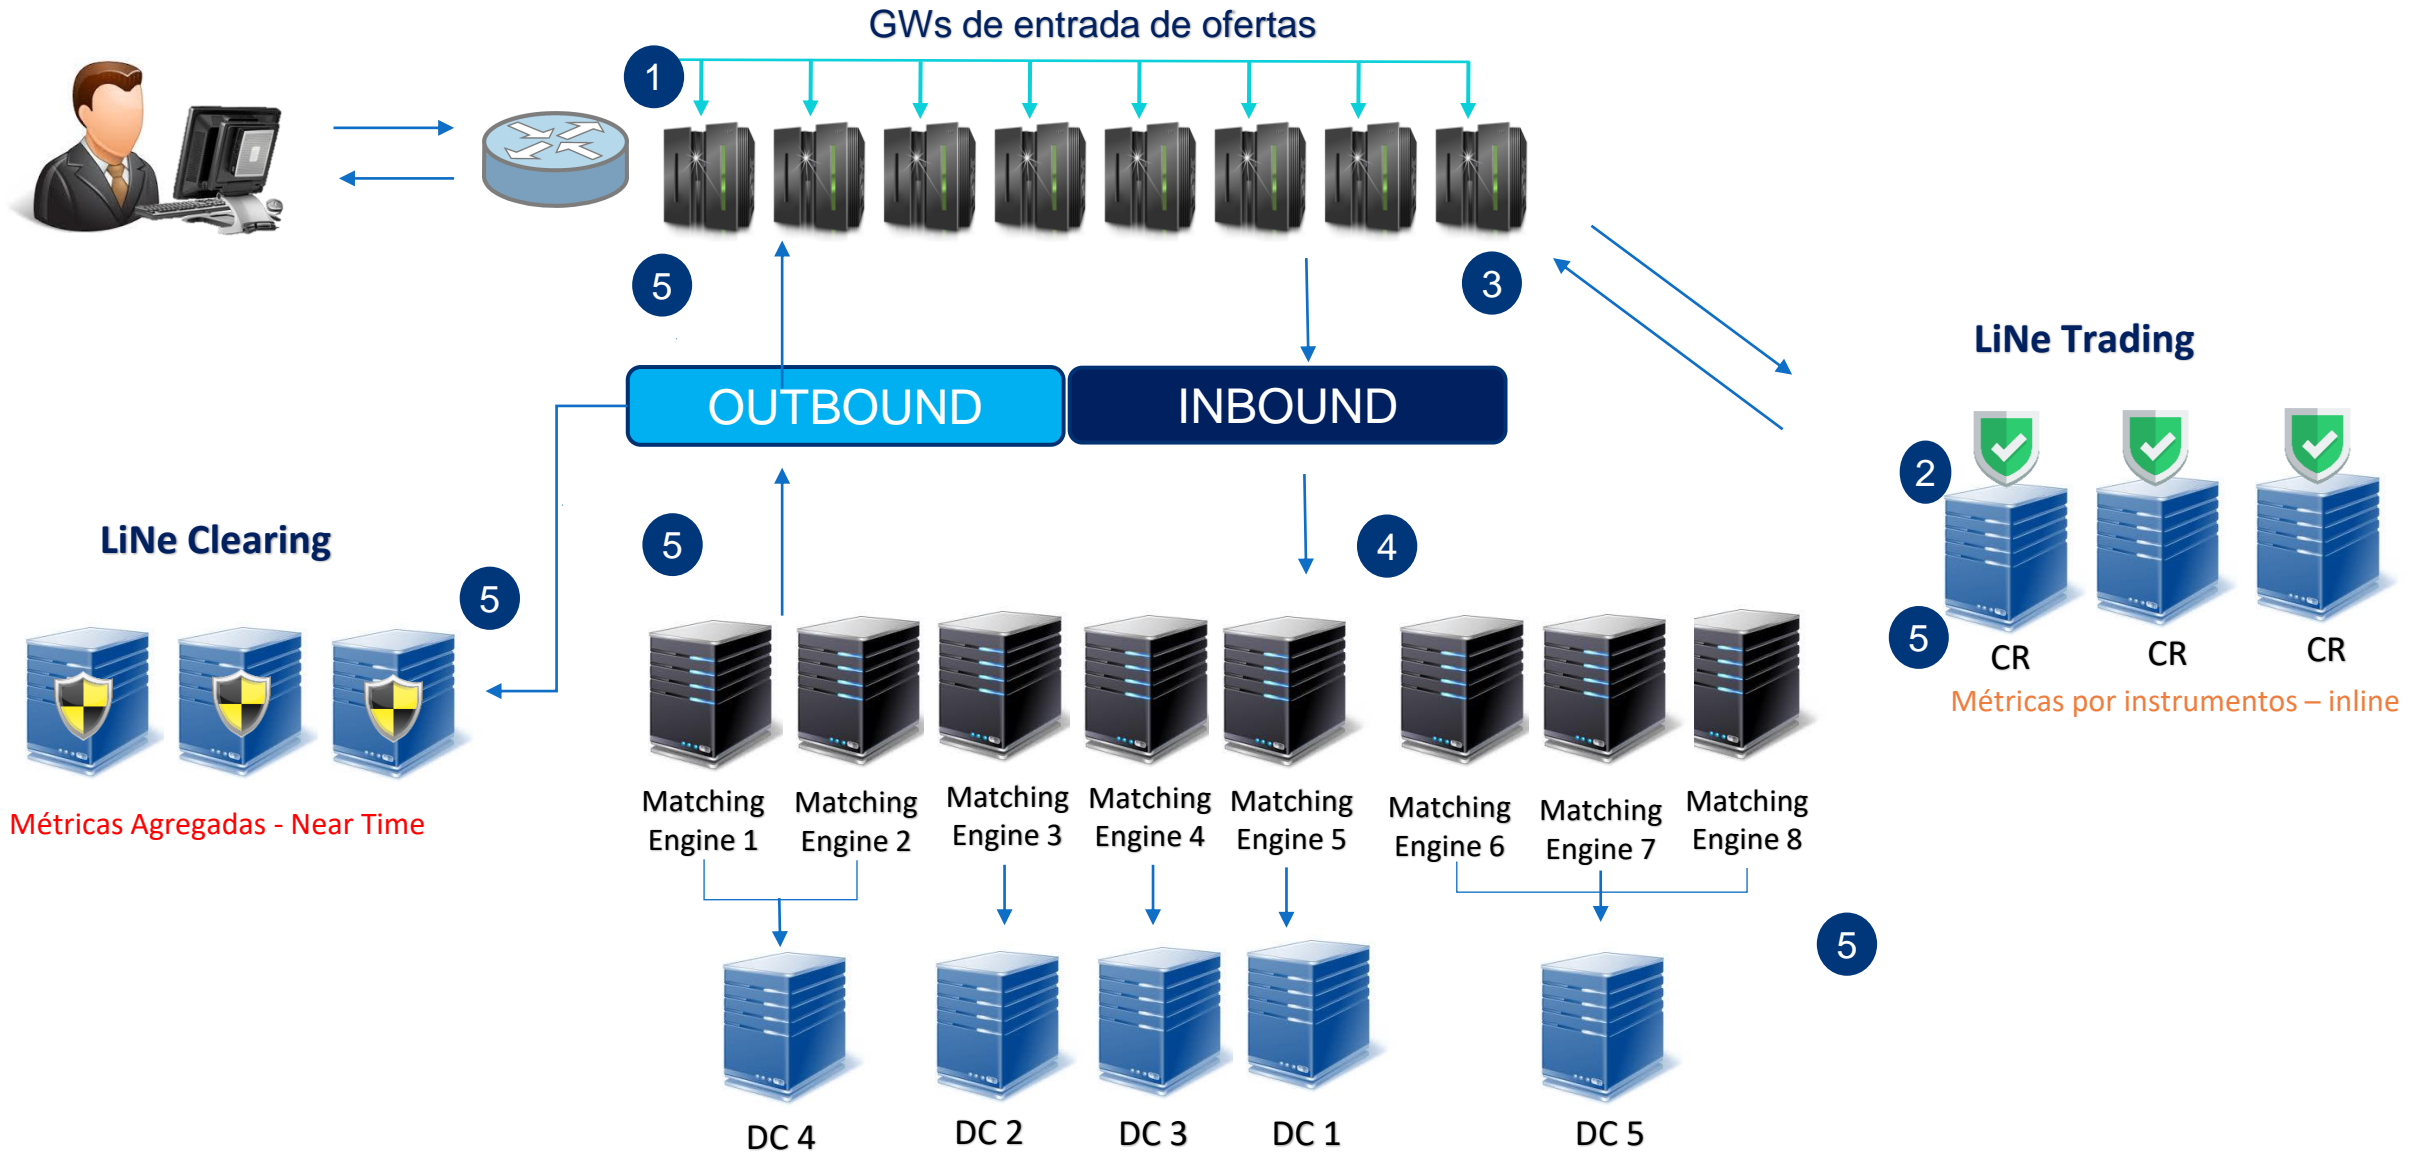 GWs de entrada de ofertas
1
5
3
LiNe Trading
OUTBOUND
INBOUND
2
LiNe Clearing
5
4
5
5
CR
CR
CR
Métricas por instrumentos – inline
Métricas Agregadas - Near Time
Matching
Engine 1
Matching
Engine 2
Matching
Engine 3
Matching
Engine 4
Matching
Engine 5
Matching
Engine 6
Matching
Engine 7
Matching
Engine 8
5
DC 4
DC 2
DC 3
DC 1
DC 5